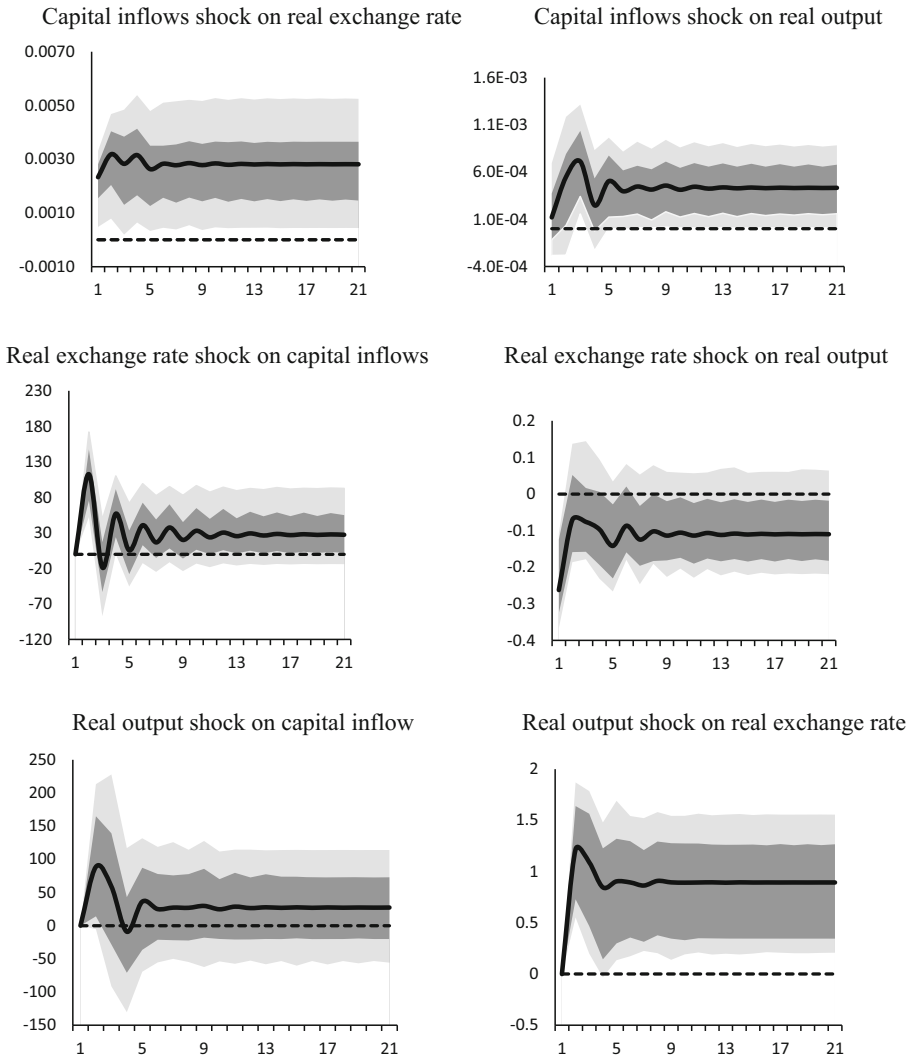 Capital inflows shock on real exchange rate
0.0070
0.0050
0.0030
0.0010
-0.0010
1 5 9 13 17 21
Capital inflows shock on real output
1.6E-03
1.1E-03
6.0E-04
1.0E-04
-4.0E-04
1 5 9 13 17 21
Real exchange rate shock on capital inflows
230
180
130
80
30
-20
-70
-120
1 5 9 13 17 21
Real exchange rate shock on real output
0.2
0.1
0
-0.1
-0.2
-0.3
-0.4
1 5 9 13 17 21
Real output shock on capital inflow
250
200
150
100
50
0
-50
-100
-150
1 5 9 13 17 21
Real output shock on real exchange rate
2
1.5
1
0.5
0
-0.5
1 5 9 13 17 21